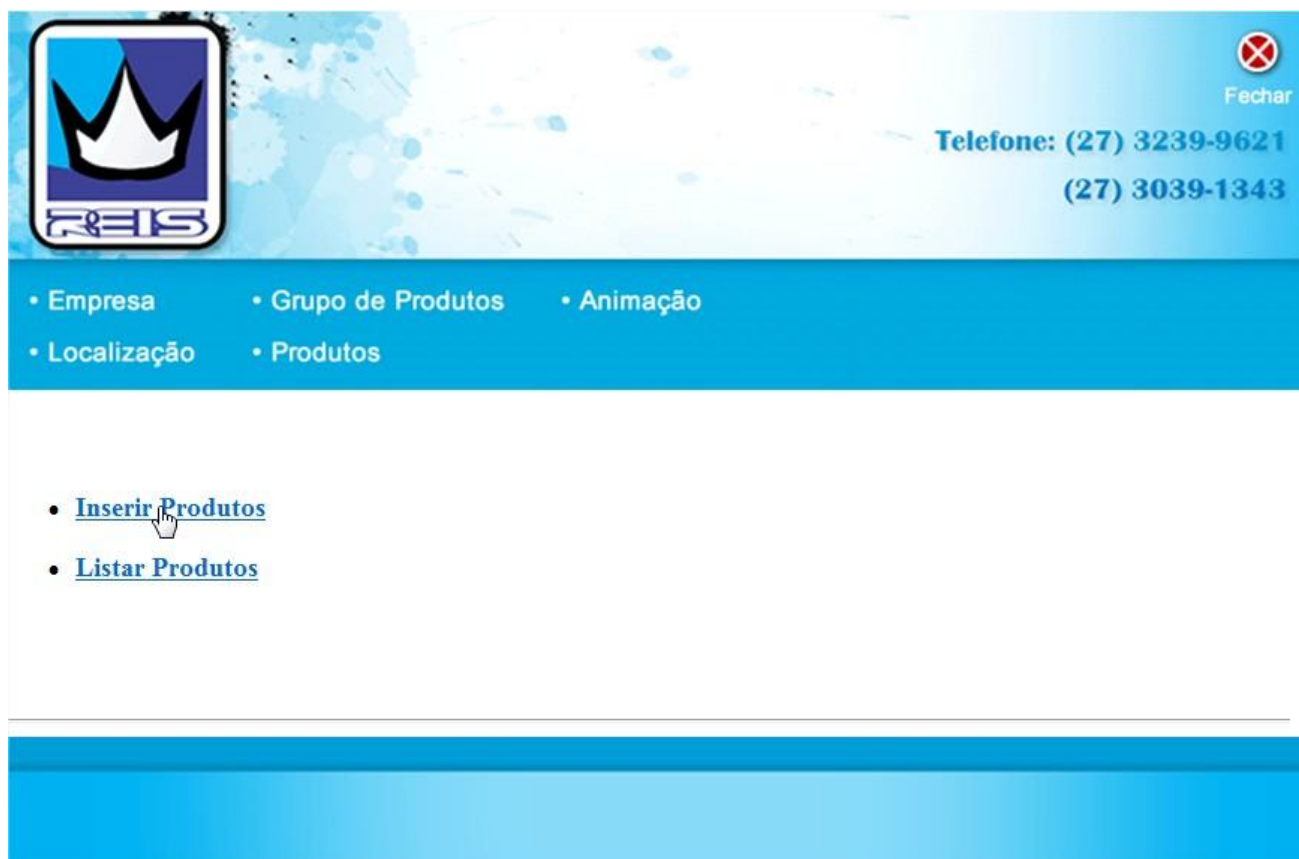 REIS
Fechar
Telefone: (27) 3239-9621
(27) 3039-1343
• Empresa • Grupo de Produtos • Animação
• Localização • Produtos
• Inserir Produtos
• Listar Produtos